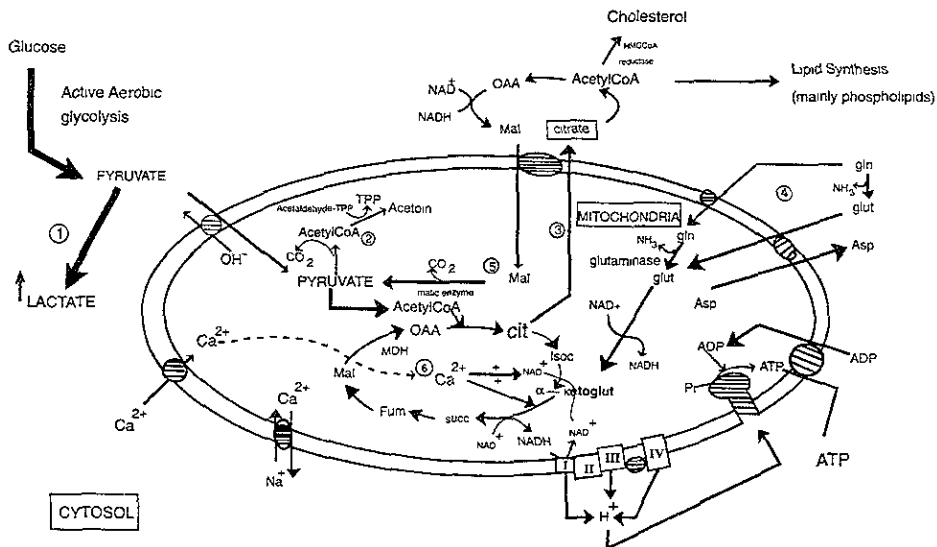 Cholesterol
HMGCoA
reductase
Glucose
Active Aerobic
glycolysis
NAD+
NADH
OAA
AcetylCoA
Lipid Synthesis
(mainly phospholipids)
Mal
citrate
PYRUVATE
gln
NH3
④
glut
Asp
TPP
Acetaldehyde-TPP
Acetoin
MITOCHONDRIA
①
OH-
AcetylCoA
②
③
gln
NH3
glutaminase
glut
CO2
PYRUVATE
CO2
malic enzyme
⑤
Mal
LACTATE
AcetylCoA
Asp
OAA
cit
NAD+
NADH
Ca2+
MDH
Isoc
ADP
ATP
ADP
Mal
⑥
Ca2+
+
+
NAD+
α - ketoglut
Pi
Ca2+
Ca2+
Fum
succ
NAD+
NADH
NAD+
I
II
III
IV
ATP
Na+
H+
CYTOSOL